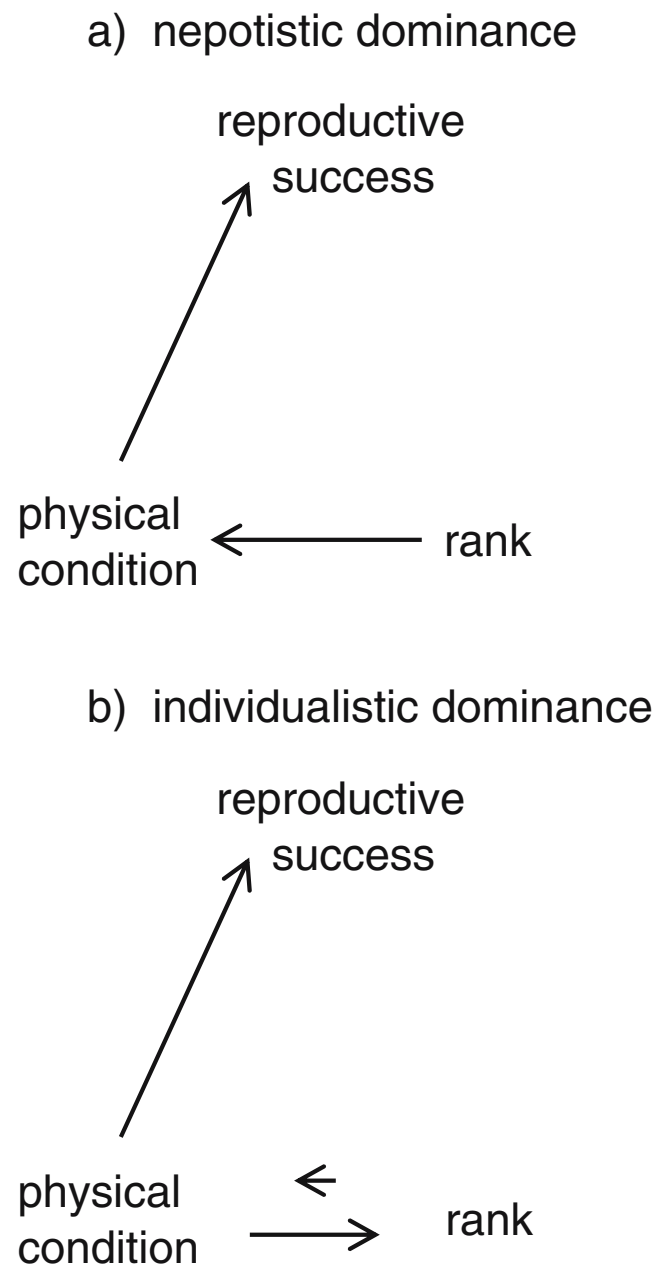 a) nepotistic dominance
reproductive
success
physical
condition
rank
b) individualistic dominance
reproductive
success
physical
condition
rank